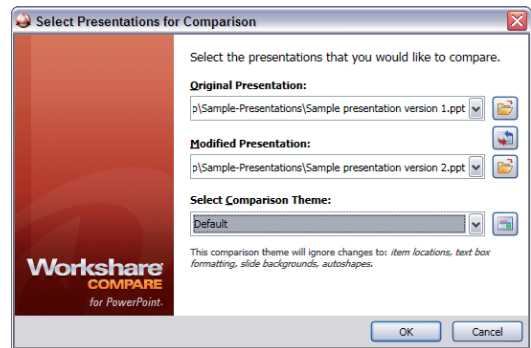 Select Presentations for Comparison
Select the presentations that you would like to compare.
Original Presentation:
p\Sample-Presentations\Sample presentation version 1.ppt
Modified Presentation:
p\Sample-Presentations\Sample presentation version 2.ppt
Select Comparison Theme:
Default
This comparison theme will ignore changes to: item locations, text box
formatting, slide backgrounds, autoshapes.
Workshare
COMPARE
for PowerPoint.
OK
Cancel